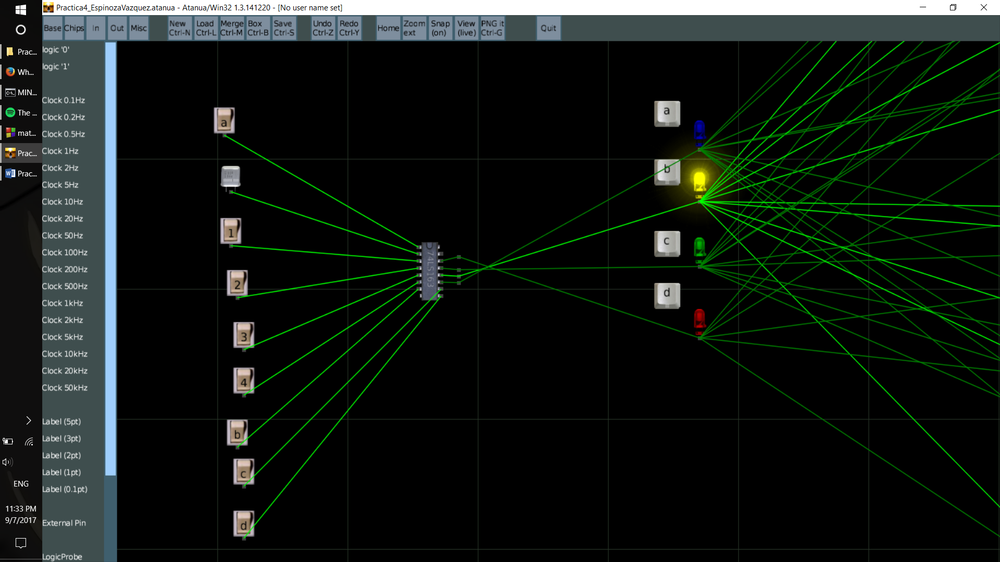 Practica4_EspinozaVazquez.atanua - Atanua/Win32 1.3.141220 - [No user name set]
Base Chips In Out Misc
New Ctrl-N
Load Ctrl-L
Merge Ctrl-M
Box Ctrl-B
Save Ctrl-S
Undo Ctrl-Z
Redo Ctrl-Y
Home
Zoom ext
Snap (on)
View (live)
PNG it Ctrl-G
Quit
Prac...
Wh...
MIN...
The ...
mat...
Prac...
Prac...
ENG
11:33 PM
9/7/2017
logic '0'
logic '1'
Clock 0.1Hz
Clock 0.2Hz
Clock 0.5Hz
Clock 1Hz
Clock 2Hz
Clock 5Hz
Clock 10Hz
Clock 20Hz
Clock 50Hz
Clock 100Hz
Clock 200Hz
Clock 500Hz
Clock 1kHz
Clock 2kHz
Clock 5kHz
Clock 10kHz
Clock 20kHz
Clock 50kHz
Label (5pt)
Label (3pt)
Label (2pt)
Label (1pt)
Label (0.1pt)
External Pin
LogicProbe
a
1
2
3
4
b
c
d
74LS163
a
b
c
d